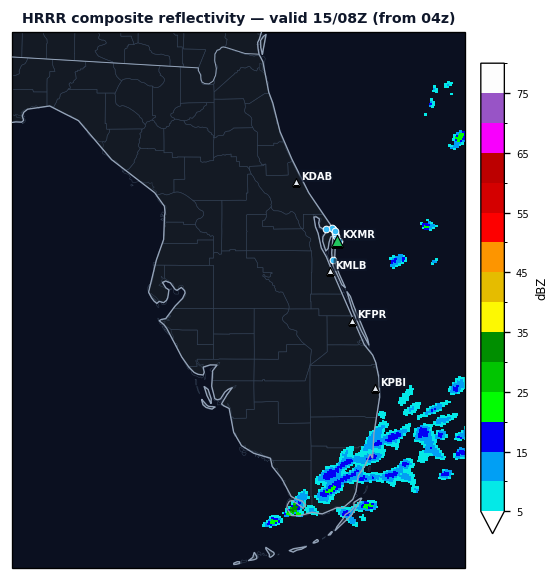 HRRR composite reflectivity — valid 15/08Z (from 04z)
KDAB
KXMR
KMLB
KFPR
KPBI
75
65
55
45
35
25
15
5
dBZ